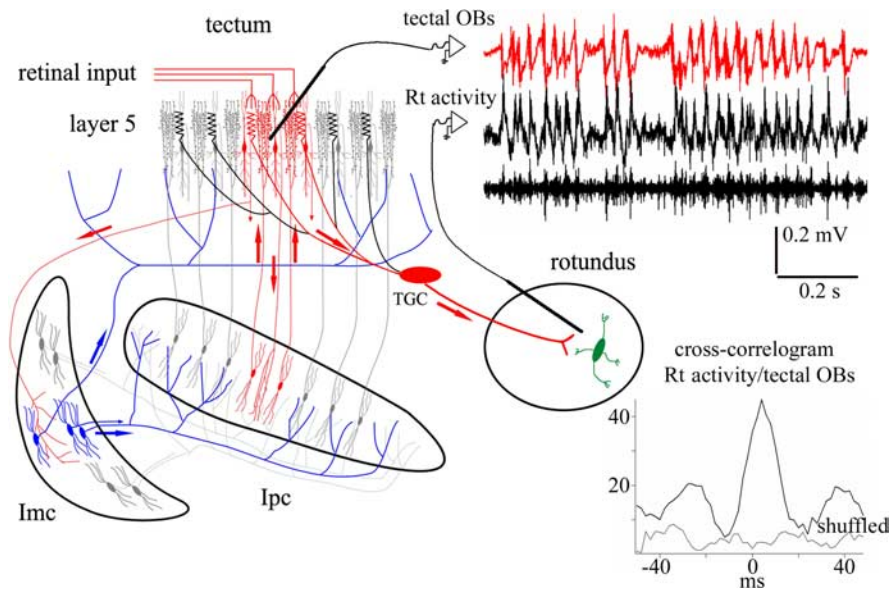 tectum
tectal OBs
retinal input
Rt activity
layer 5
0.2 mV
0.2 s
rotundus
TGC
cross-correlogram
Rt activity/tectal OBs
40
20
shuffled
-40 0 40
ms
Imc
Ipc